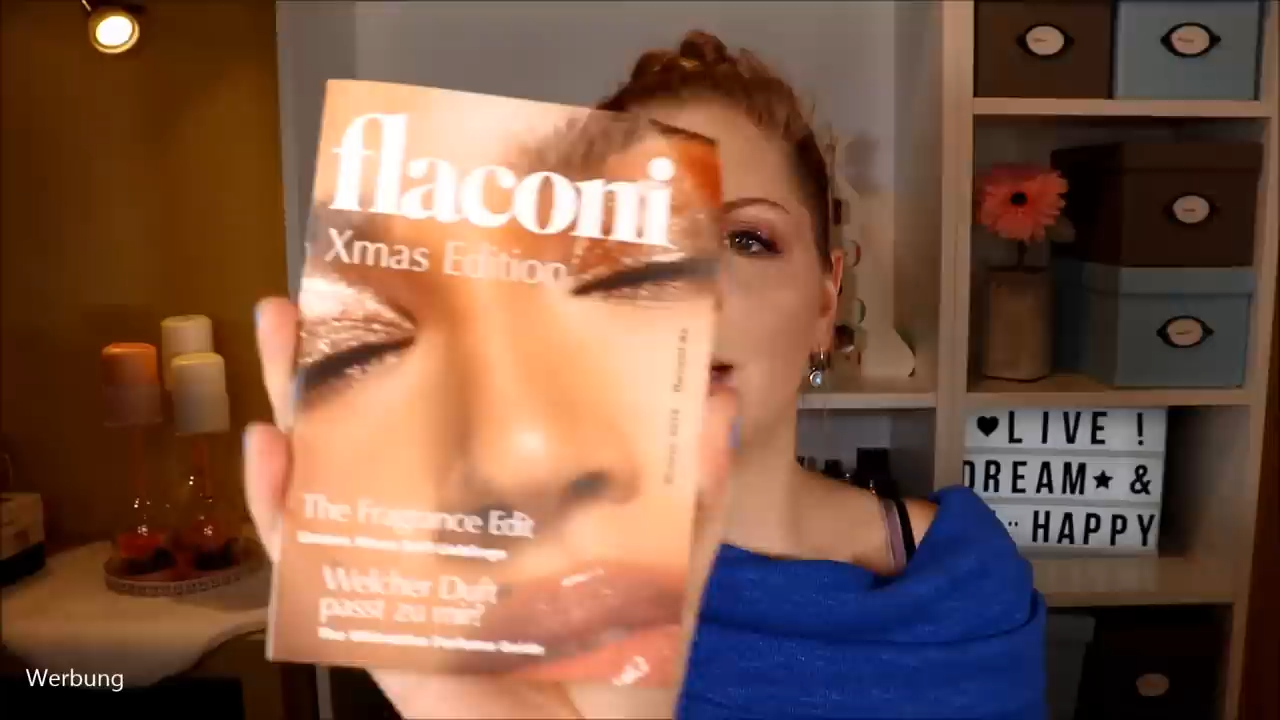 flaconi
Xmas Edition
The Fragrance Edit
Welcher Duft
passt zu mir?
♥LIVE !
DREAM★ &
HAPPY
Werbung